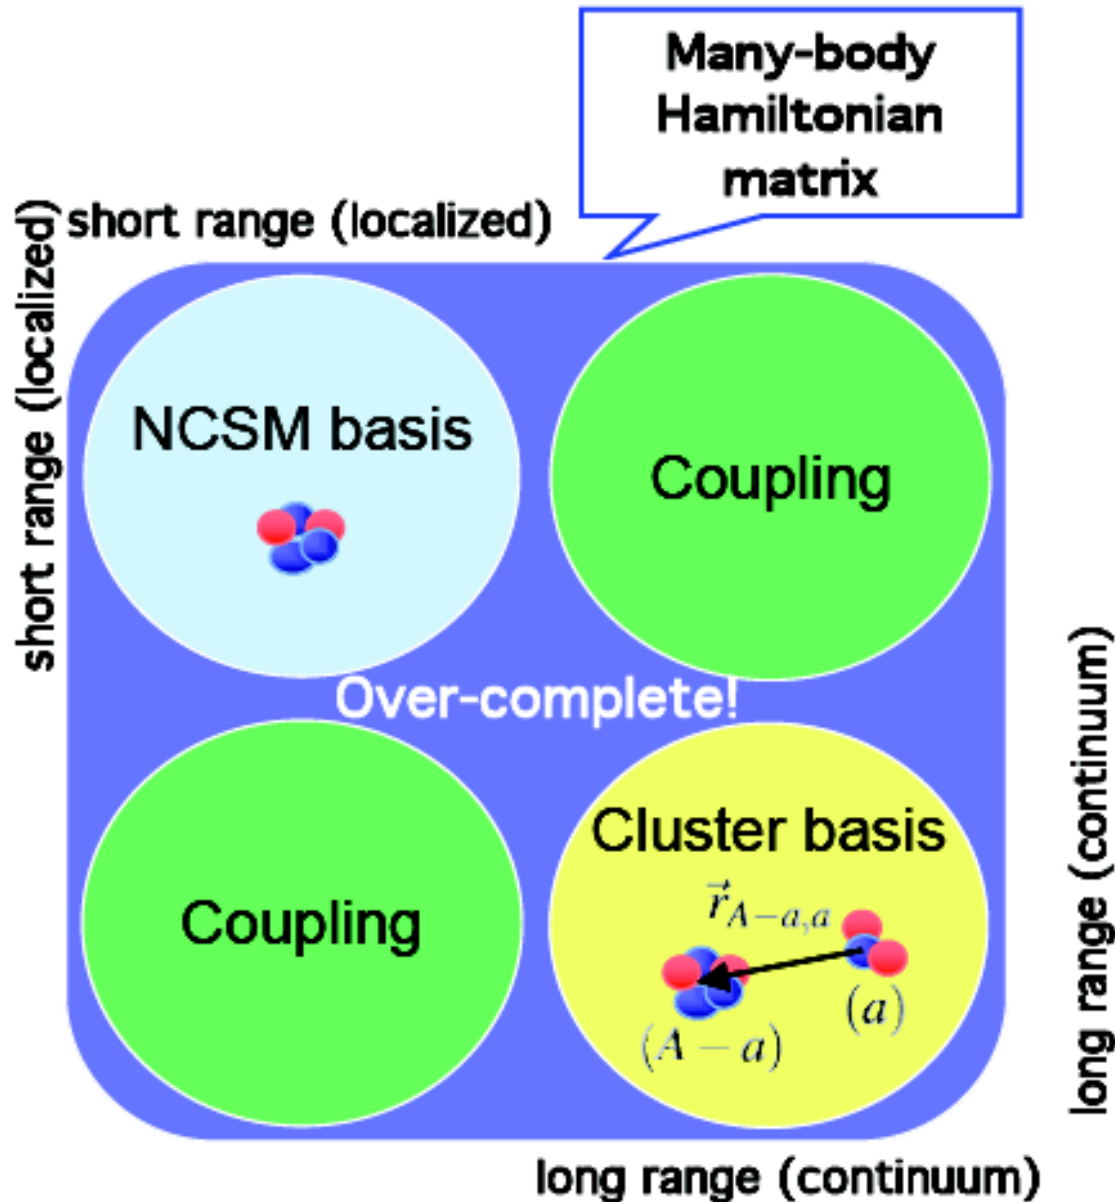 Many-body
Hamiltonian
matrix
short range (localized)
short range (localized)
NCSM basis
Coupling
Over-complete!
Coupling
Cluster basis
\vec{r}_{A-a,a}
(a)
(A − a)
long range (continuum)
long range (continuum)